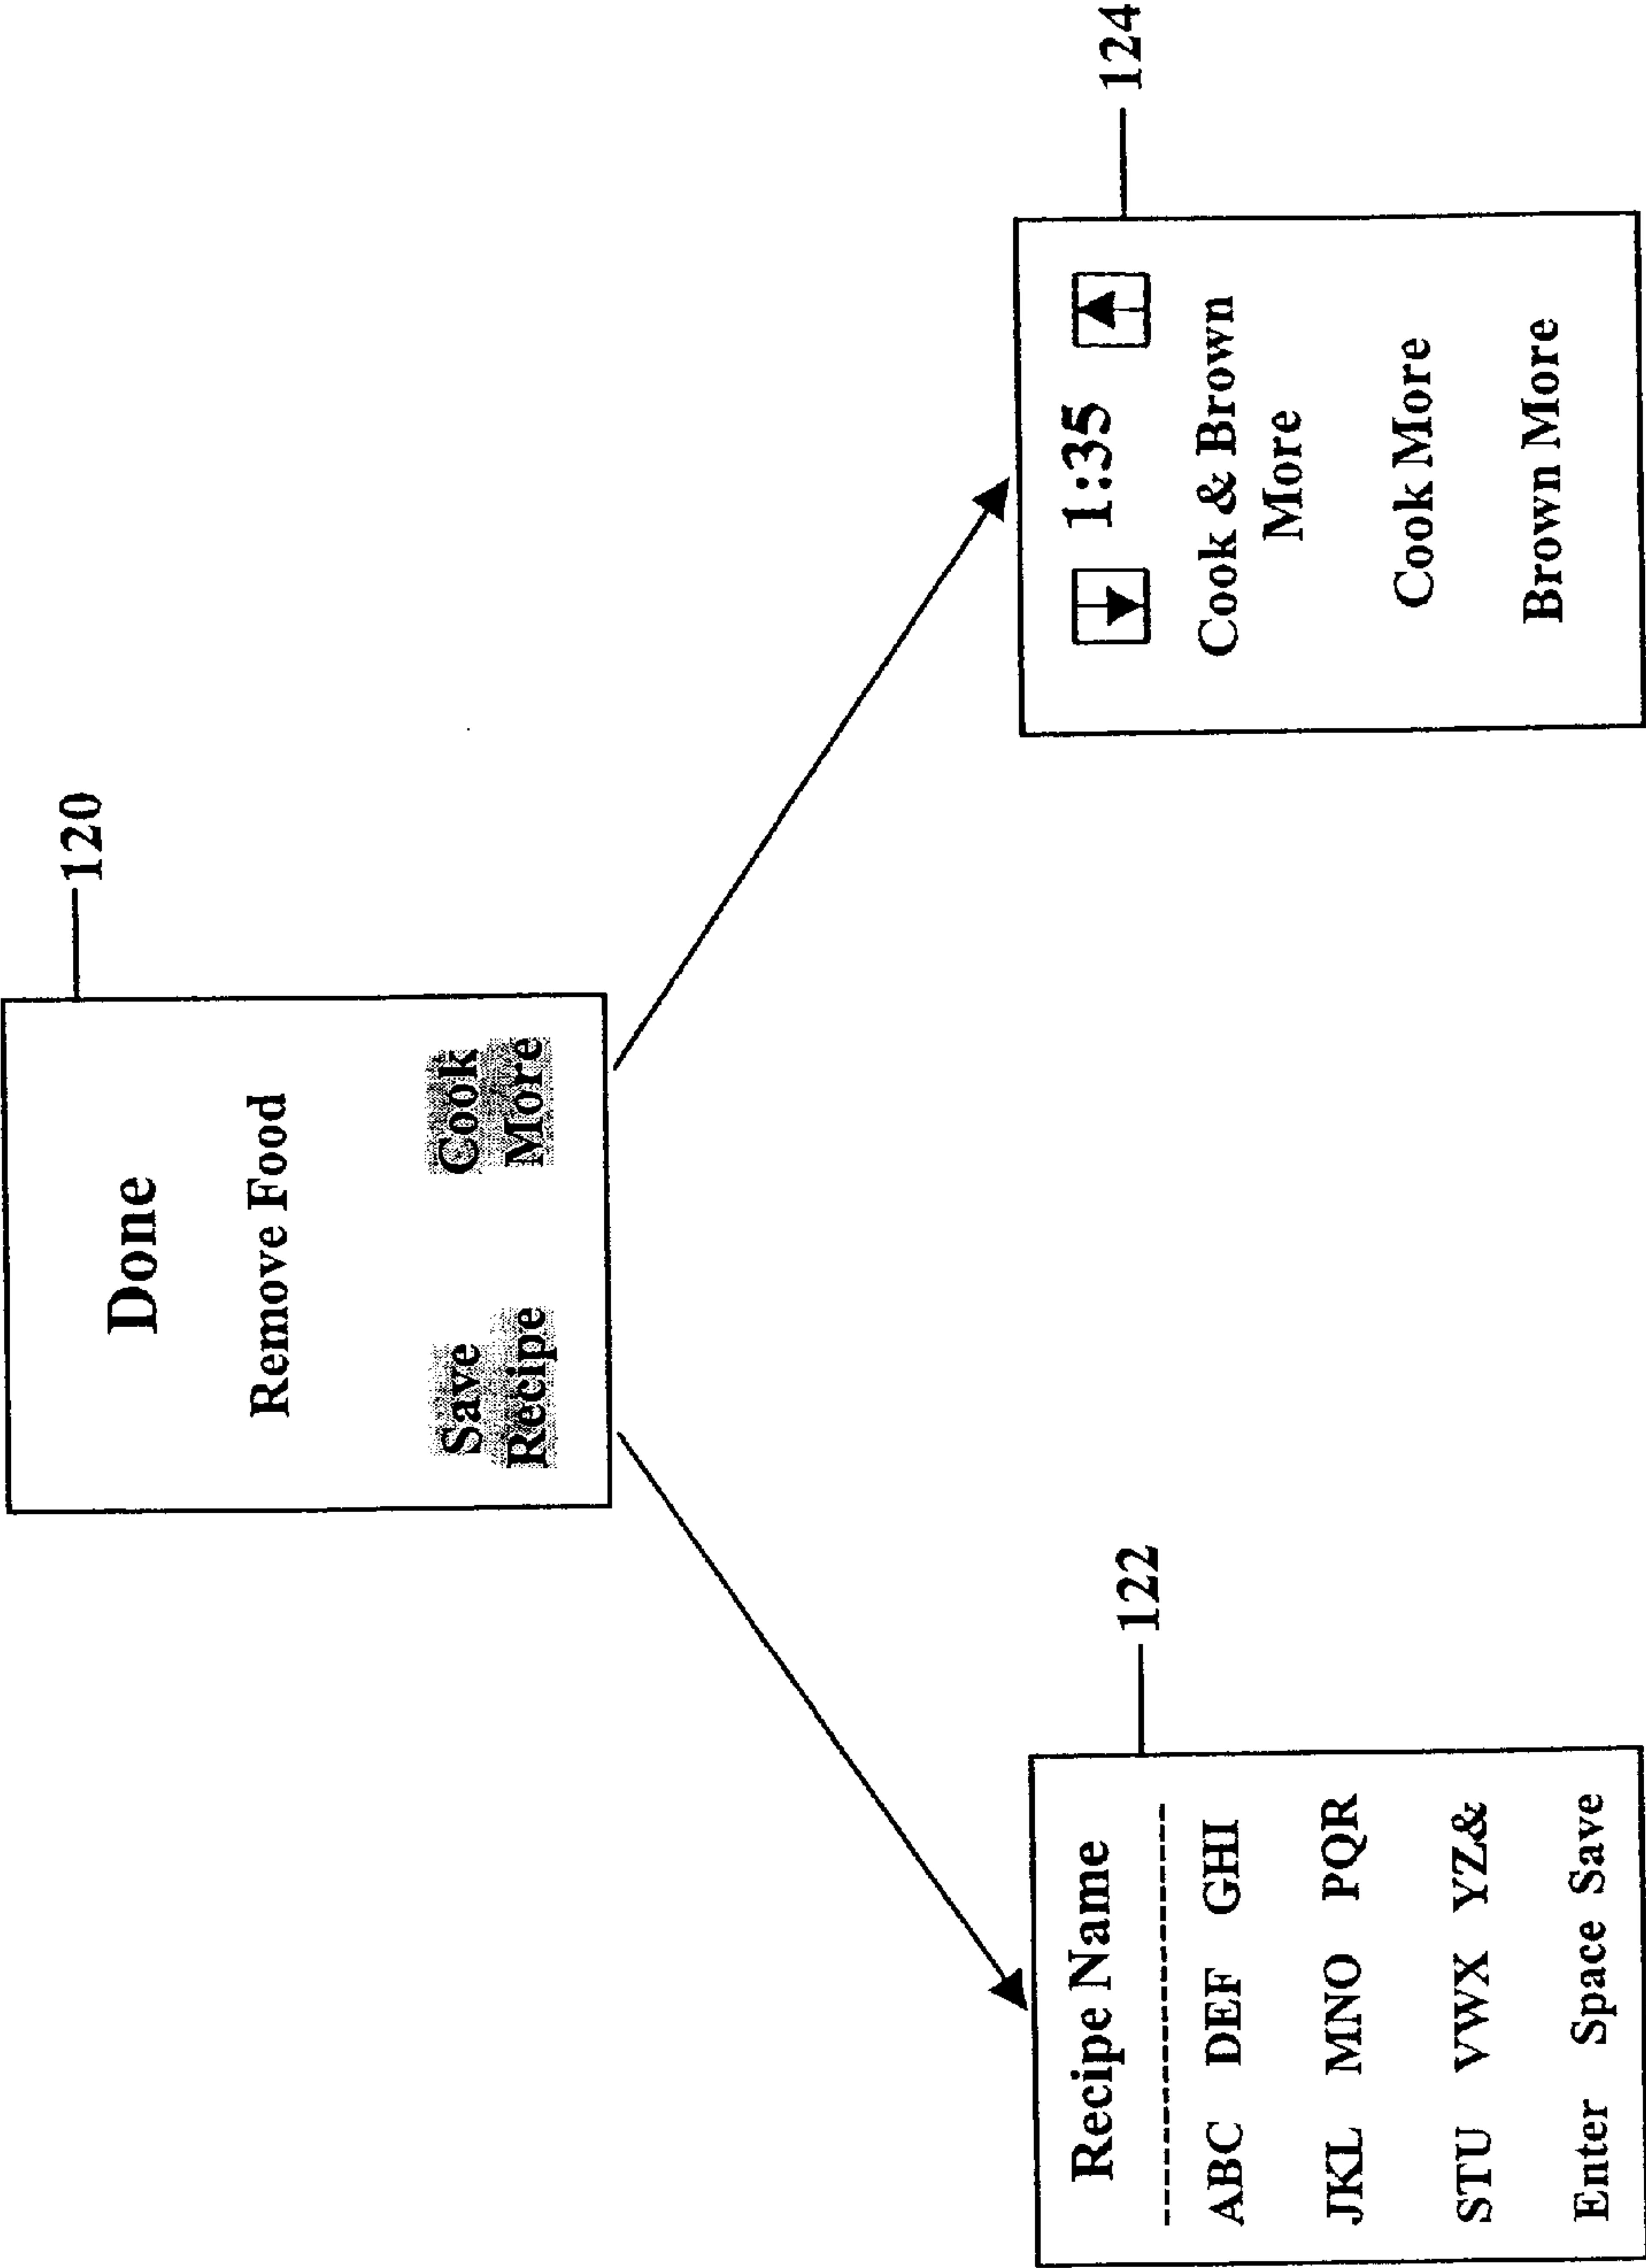 120
Done
Remove Food
Save Cook
Recipe More
122
Recipe Name
ABC DEF GHI
JKL MNO PQR
STU VWX YZ&
Enter Space Save
124
1:35
Cook & Brown
More
Cook More
Brown More